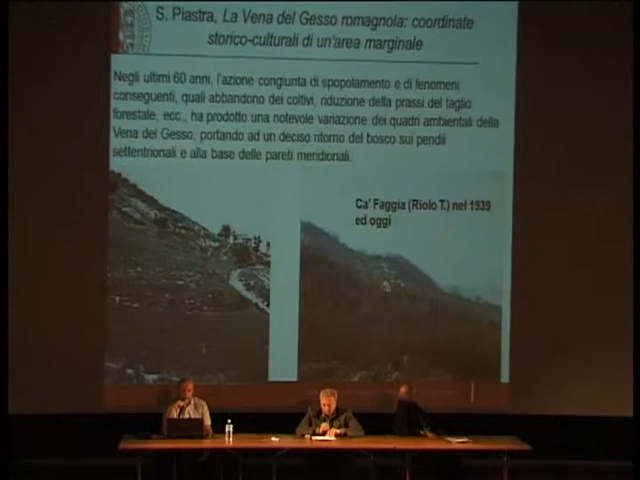 S. Piastra, La Vena del Gesso romagnola: coordinate
storico-culturali di un'area marginale
Negli ultimi 60 anni, l'azione congiunta di spopolamento e di fenomeni
conseguenti, quali abbandono dei coltivi, riduzione della prassi del taglio
forestale, ecc., ha prodotto una notevole variazione dei quadri ambientali della
Vena del Gesso, portando ad un deciso ritorno del bosco sui pendii
settentrionali e alla base delle pareti meridionali.
Ca' Faggia (Riolo T.) nel 1939
ed oggi